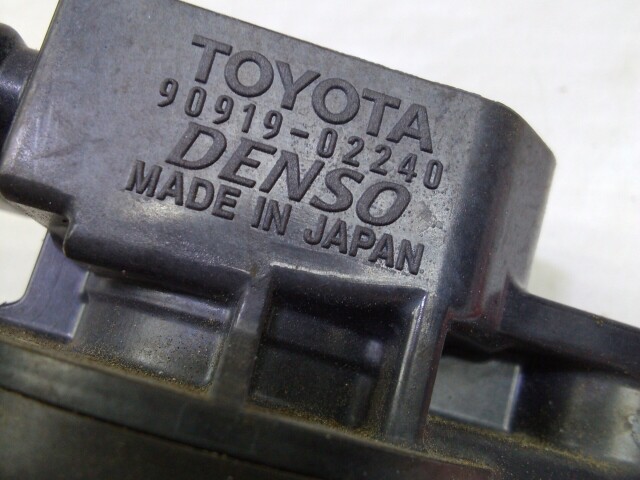 TOYOTA
90919-02240
DENSO
MADE IN JAPAN